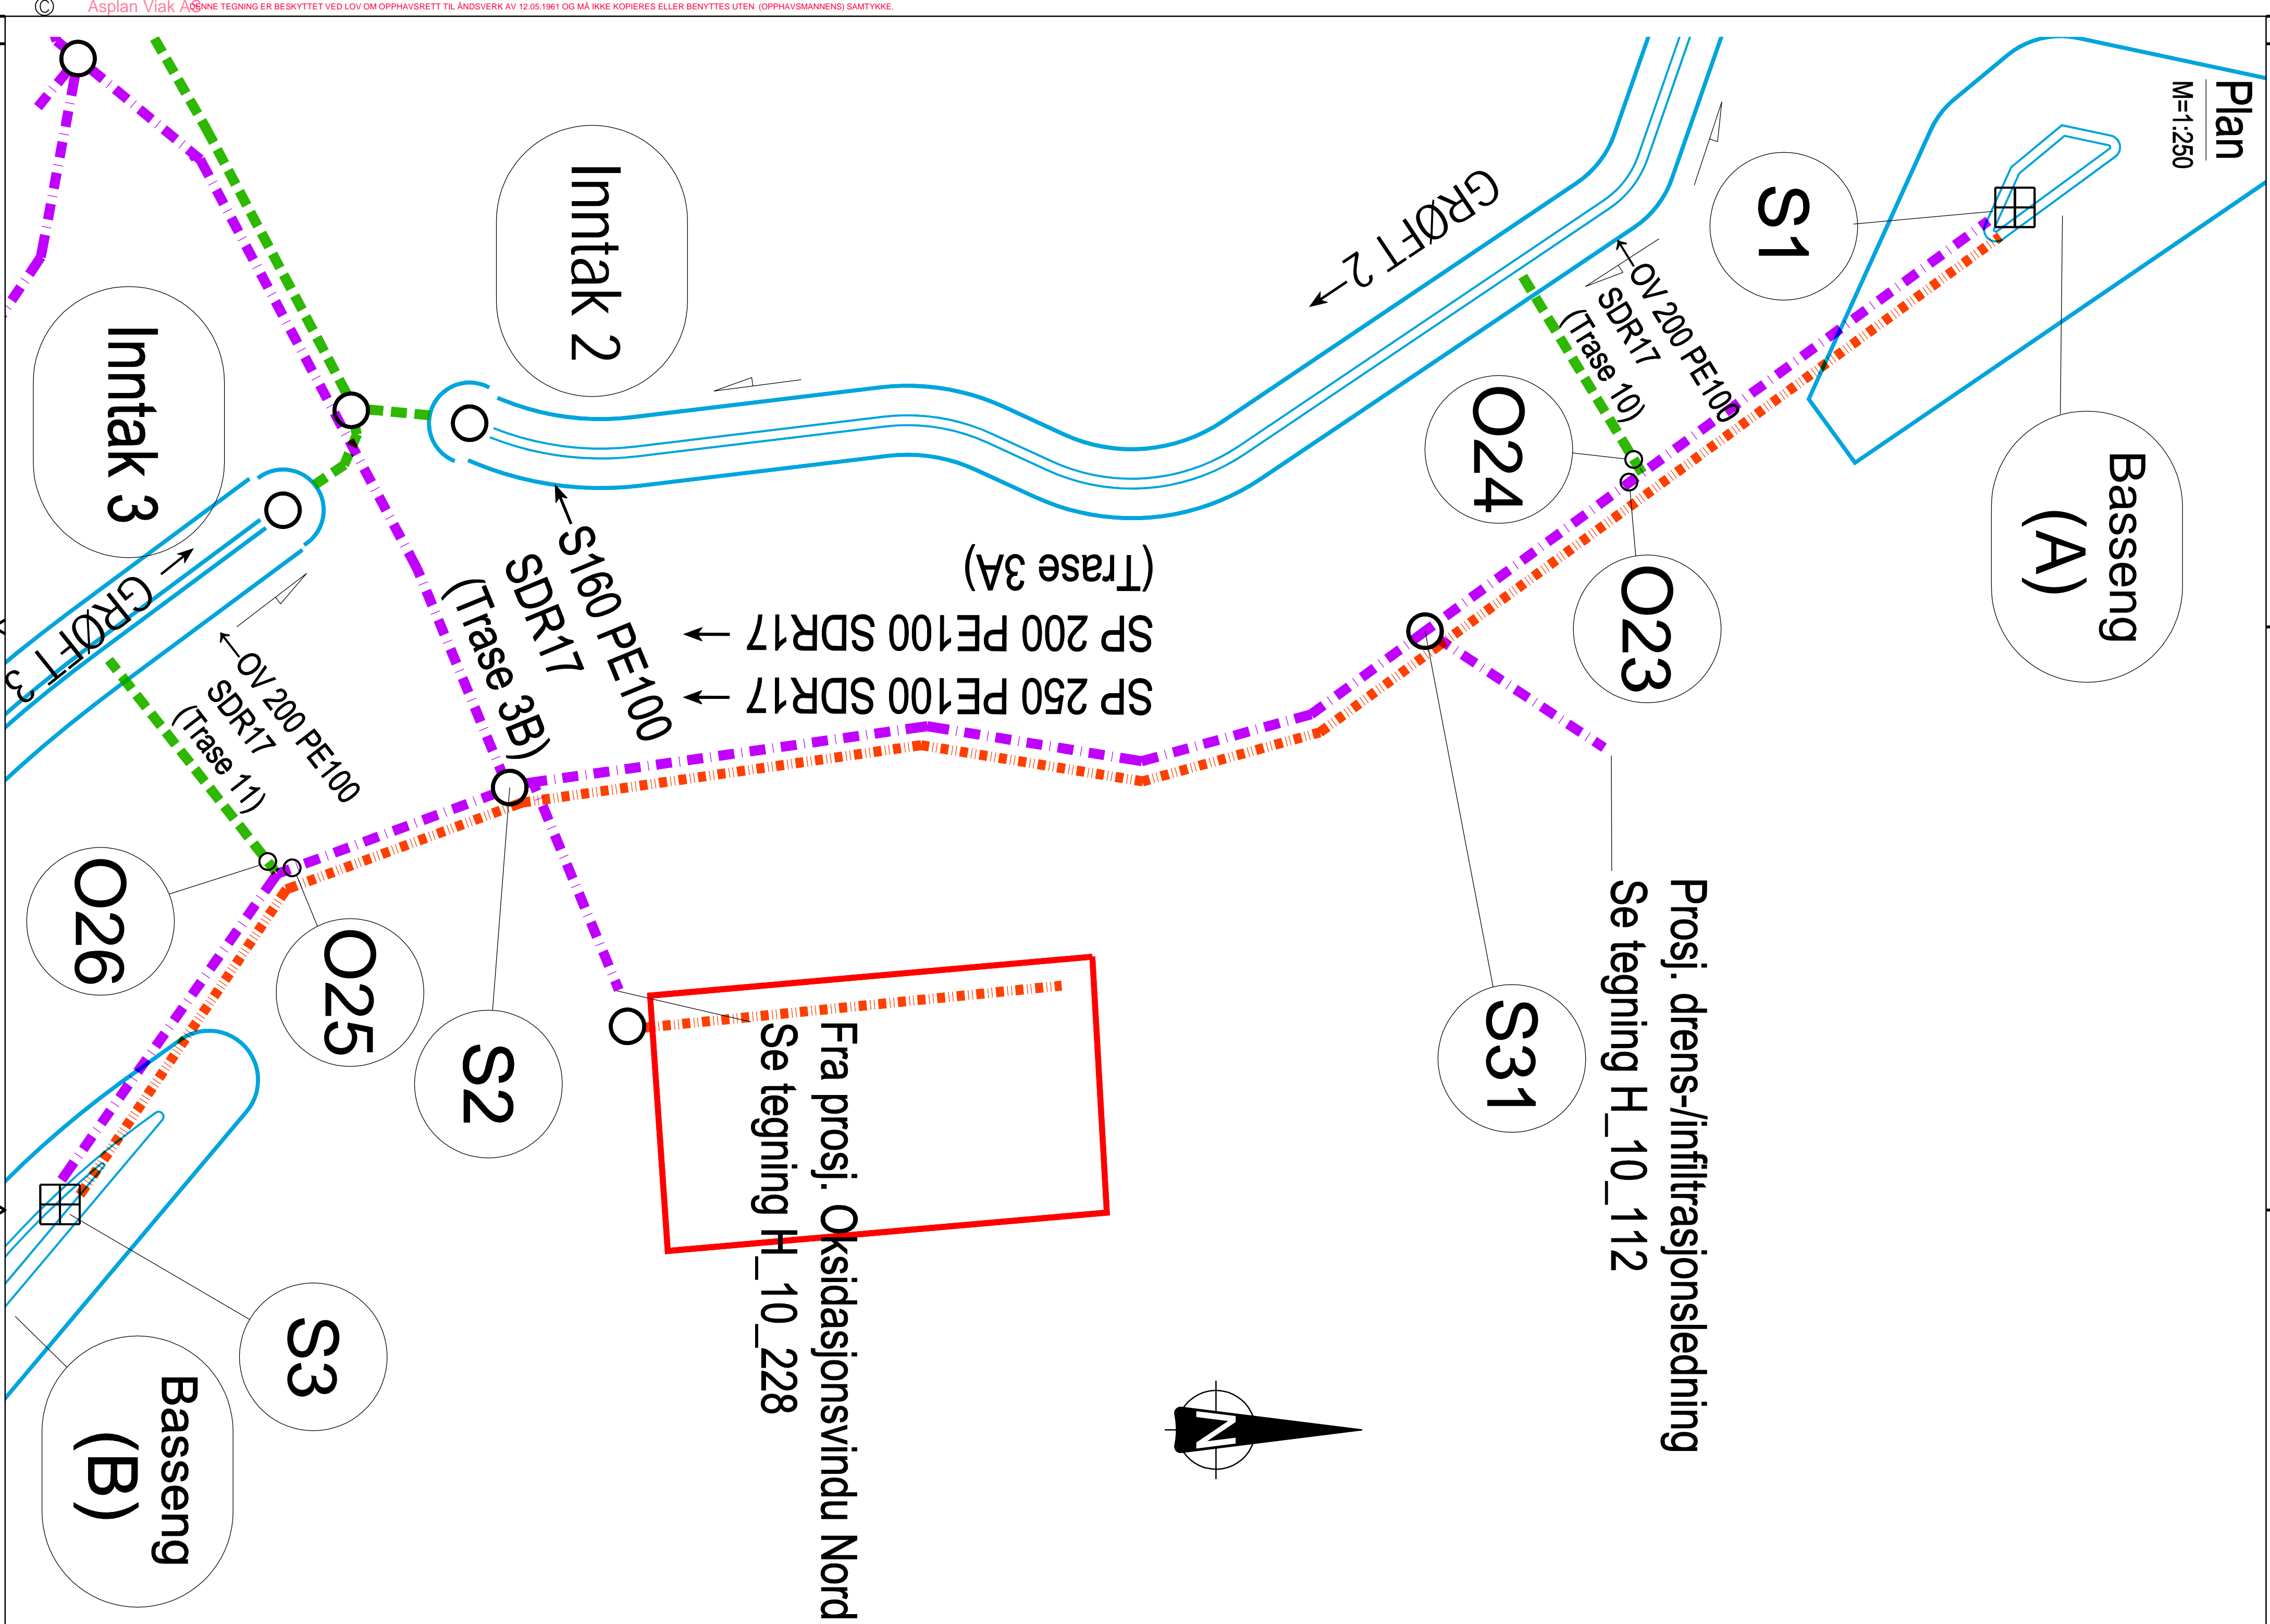 ©
Asplan Viak AS
DENNE TEGNING ER BESKYTTET VED LOV OM OPPHAVSRETT TIL ÅNDSVERK AV 12.05.1961 OG MÅ IKKE KOPIERES ELLER BENYTTES UTEN (OPPHAVSMANNENS) SAMTYKKE.
Plan
M=1:250
S1
Basseng
(A)
GRØFT 2
←OV 200 PE100
SDR17
(Trase 10)
O24
O23
Inntak 2
Inntak 3
GRØFT 3
←S160 PE100
SDR17
(Trase 3B)
SP 250 PE100 SDR17 →
SP 200 PE100 SDR17 →
(Trase 3A)
←OV 200 PE100
SDR17
(Trase 11)
O26
O25
S2
S31
Prosj. drens-/infiltrasjonsledning
Se tegning H_10_112
Fra prosj. Oksidasjonsvindu Nord
Se tegning H_10_228
S3
Basseng
(B)
N